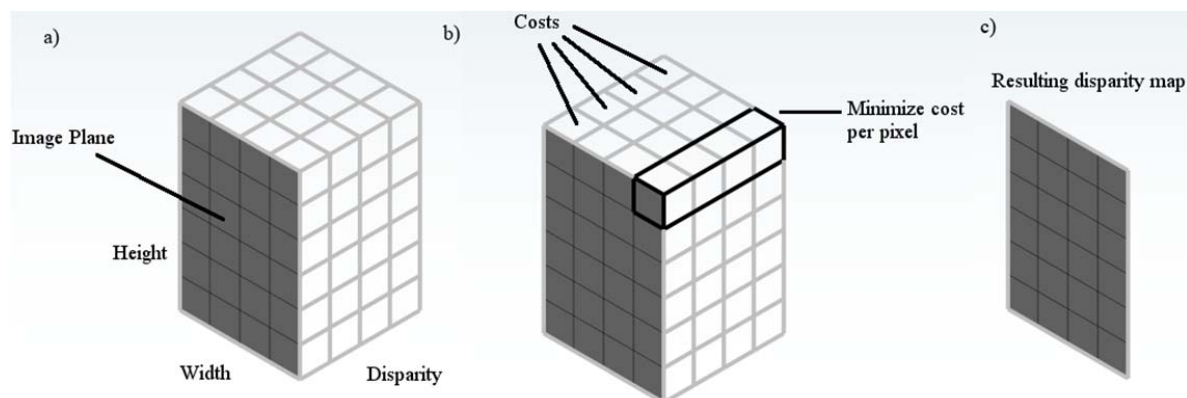 a)
Image Plane
Height
Width
Disparity
b)
Costs
Minimize cost
per pixel
c)
Resulting disparity map